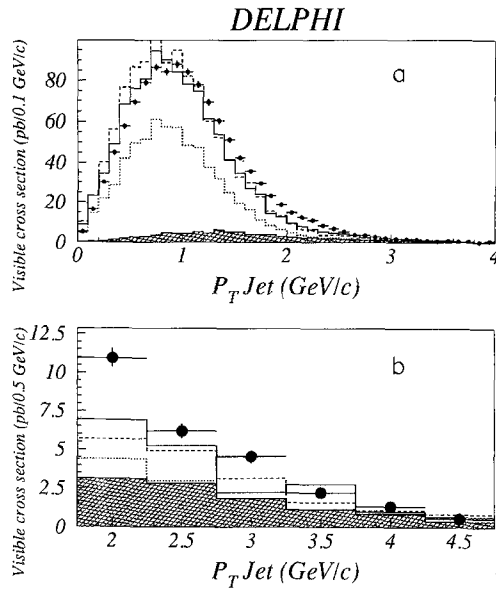 DELPHI
a
Visible cross section (pb/0.1 GeV/c)
80
60
40
20
0
0 1 2 3 4
P_T Jet (GeV/c)
b
Visible cross section (pb/0.5 GeV/c)
12.5
10
7.5
5
2.5
0
2 2.5 3 3.5 4 4.5
P_T Jet (GeV/c)